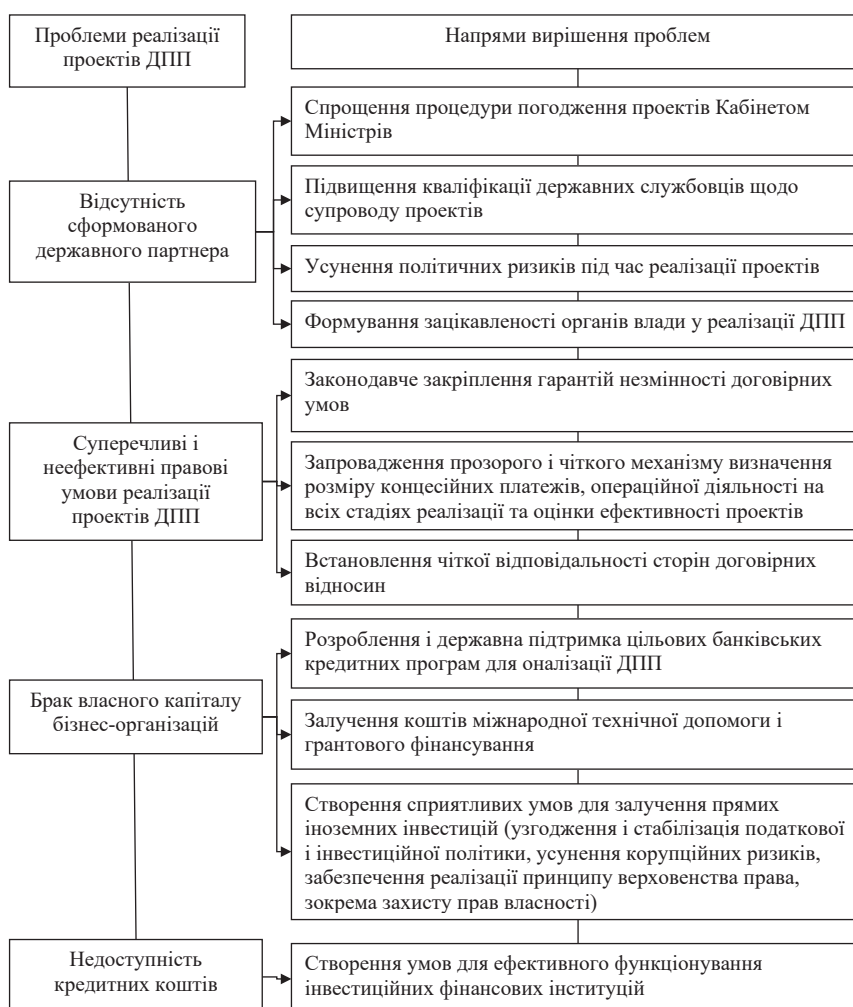 Проблеми реалізації
проектів ДПП
Напрями вирішення проблем
Відсутність
сформованого
державного партнера
Спрощення процедури погодження проектів Кабінетом
Міністрів
Підвищення кваліфікації державних службовців щодо
супроводу проектів
Усунення політичних ризиків під час реалізації проектів
Формування зацікавленості органів влади у реалізації ДПП
Суперечливі і
неефективні правові
умови реалізації
проектів ДПП
Законодавче закріплення гарантій незмінності договірних
умов
Запровадження прозорого і чіткого механізму визначення
розміру концесійних платежів, операційної діяльності на
всіх стадіях реалізації та оцінки ефективності проектів
Встановлення чіткої відповідальності сторін договірних
відносин
Брак власного капіталу
бізнес-організацій
Розроблення і державна підтримка цільових банківських
кредитних програм для оналізації ДПП
Залучення коштів міжнародної технічної допомоги і
грантового фінансування
Створення сприятливих умов для залучення прямих
іноземних інвестицій (узгодження і стабілізація податкової
і інвестиційної політики, усунення корупційних ризиків,
забезпечення реалізації принципу верховенства права,
зокрема захисту прав власності)
Недоступність
кредитних коштів
Створення умов для ефективного функціонування
інвестиційних фінансових інституцій